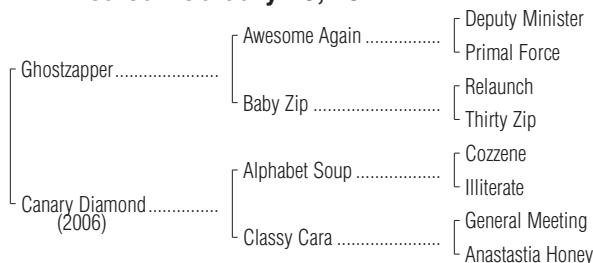 Deputy Minister
Awesome Again
Primal Force
Ghostzapper
Relaunch
Baby Zip
Thirty Zip
Cozzene
Alphabet Soup
Illiterate
Canary Diamond
(2006)
General Meeting
Classy Cara
Anastastia Honey